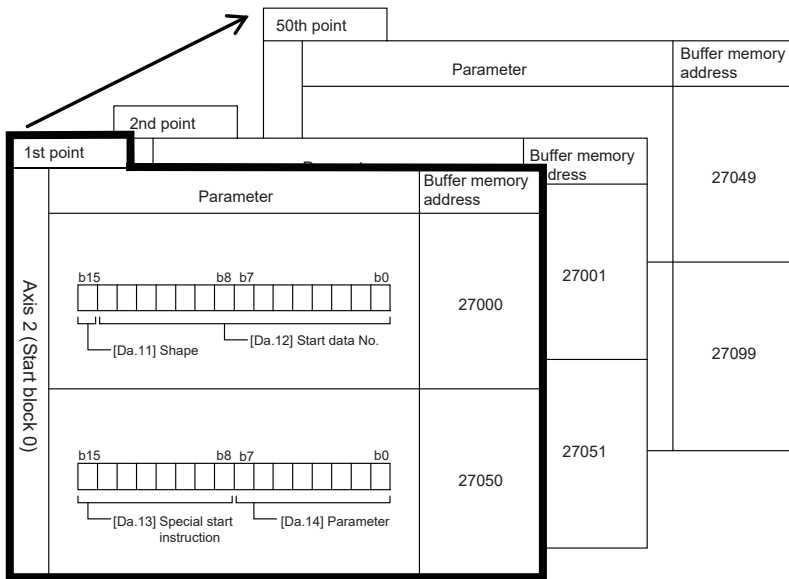 50th point
Parameter
Buffer memory
address
27049
27099
2nd point
Buffer memory
address
27001
27051
1st point
Parameter
Buffer memory
address
Axis 2 (Start block 0)
b15 b8 b7 b0
27000
[Da.11] Shape
[Da.12] Start data No.
b15 b8 b7 b0
27050
[Da.13] Special start
instruction
[Da.14] Parameter